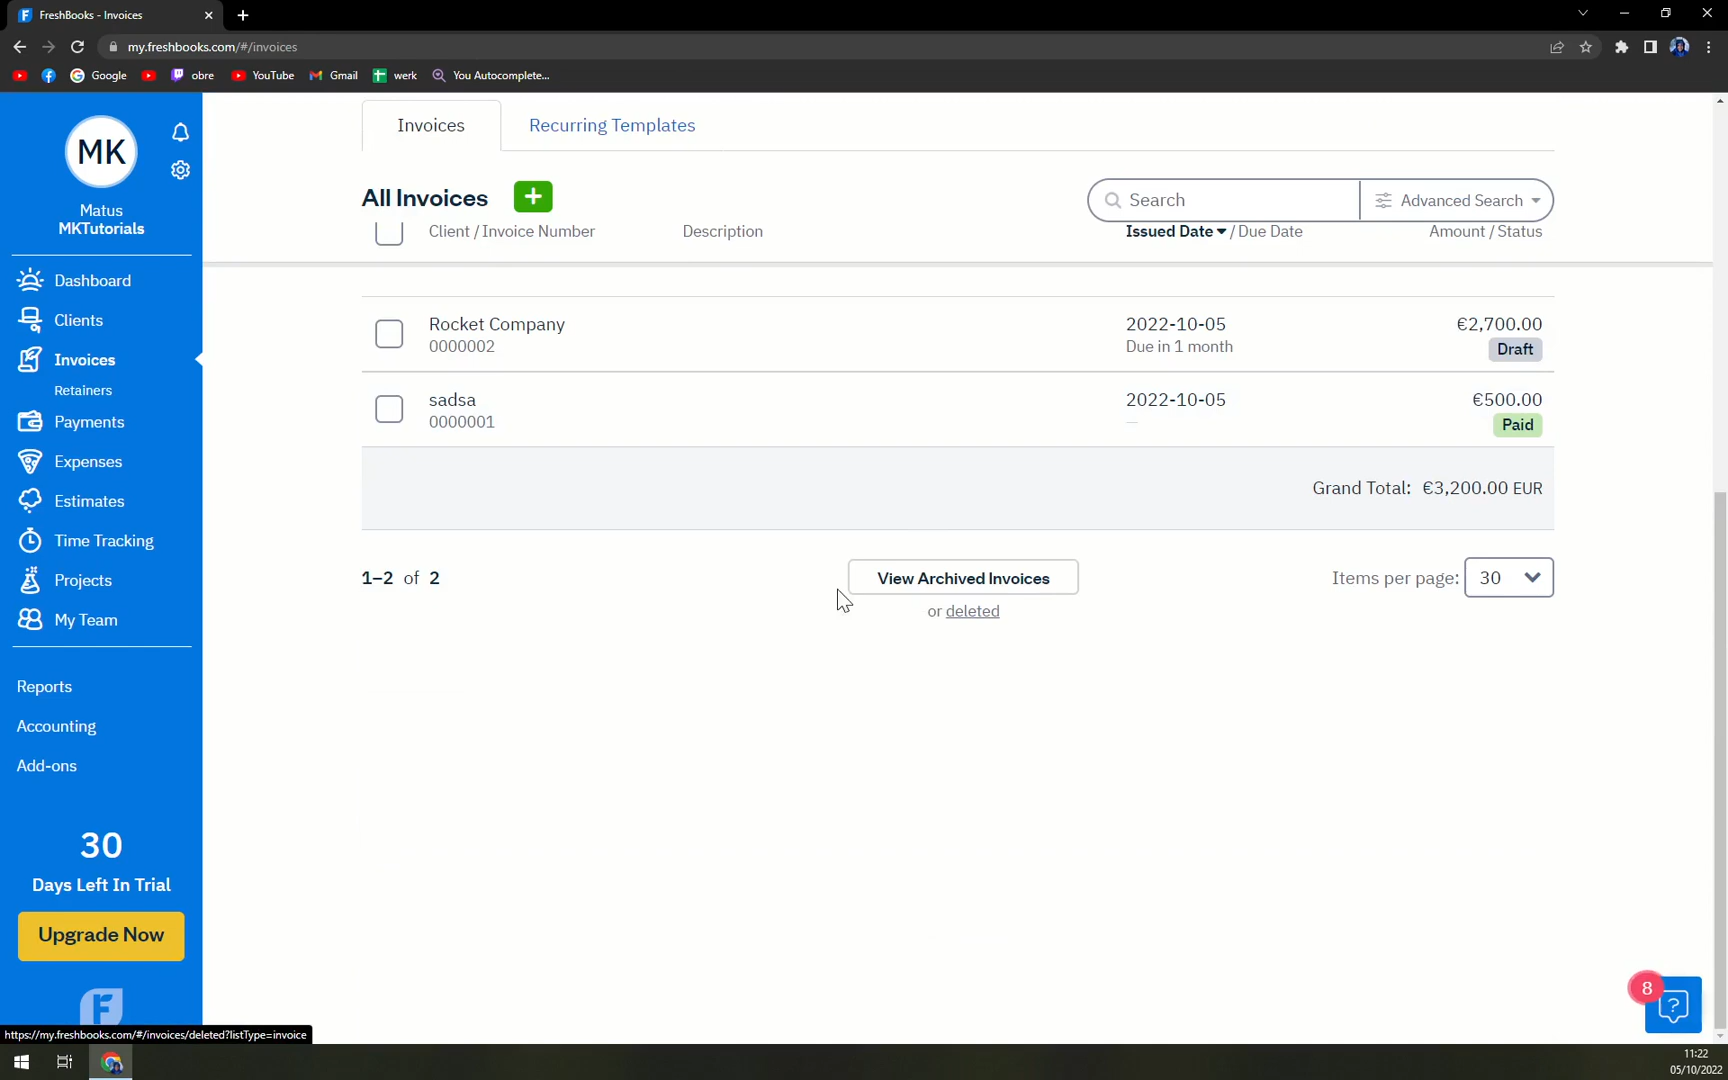 FreshBooks - Invoices
my.freshbooks.com/#/invoices
Google
obre
YouTube
Gmail
werk
You Autocomplete...
MK
Matus
MKTutorials
Dashboard
Clients
Invoices
Retainers
Payments
Expenses
Estimates
Time Tracking
Projects
My Team
Reports
Accounting
Add-ons
30
Days Left In Trial
Upgrade Now
Invoices
Recurring Templates
All Invoices
+
Search
Advanced Search
Client / Invoice Number
Description
Issued Date / Due Date
Amount / Status
Rocket Company
2022-10-05
€2,700.00
0000002
Due in 1 month
Draft
sadsa
2022-10-05
€500.00
0000001
—
Paid
Grand Total: €3,200.00 EUR
1–2 of 2
View Archived Invoices
Items per page: 30
or deleted
8
?
https://my.freshbooks.com/#/invoices/deleted?listType=invoice
11:22
05/10/2022